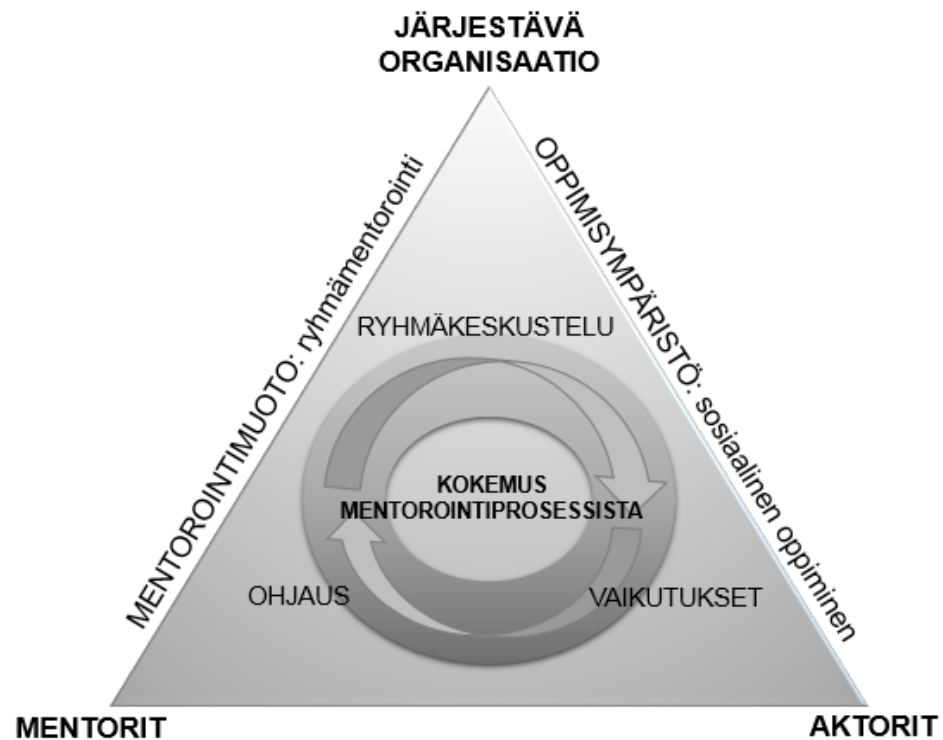 JÄRJESTÄVÄ
ORGANISAATIO
MENTOROINTIMUOTO: ryhmämentorointi
OPPIMISYMPÄRISTÖ: sosiaalinen oppiminen
RYHMÄKESKUSTELU
KOKEMUS
MENTOROINTIPROSESSISTA
OHJAUS
VAIKUTUKSET
MENTORIT
AKTORIT